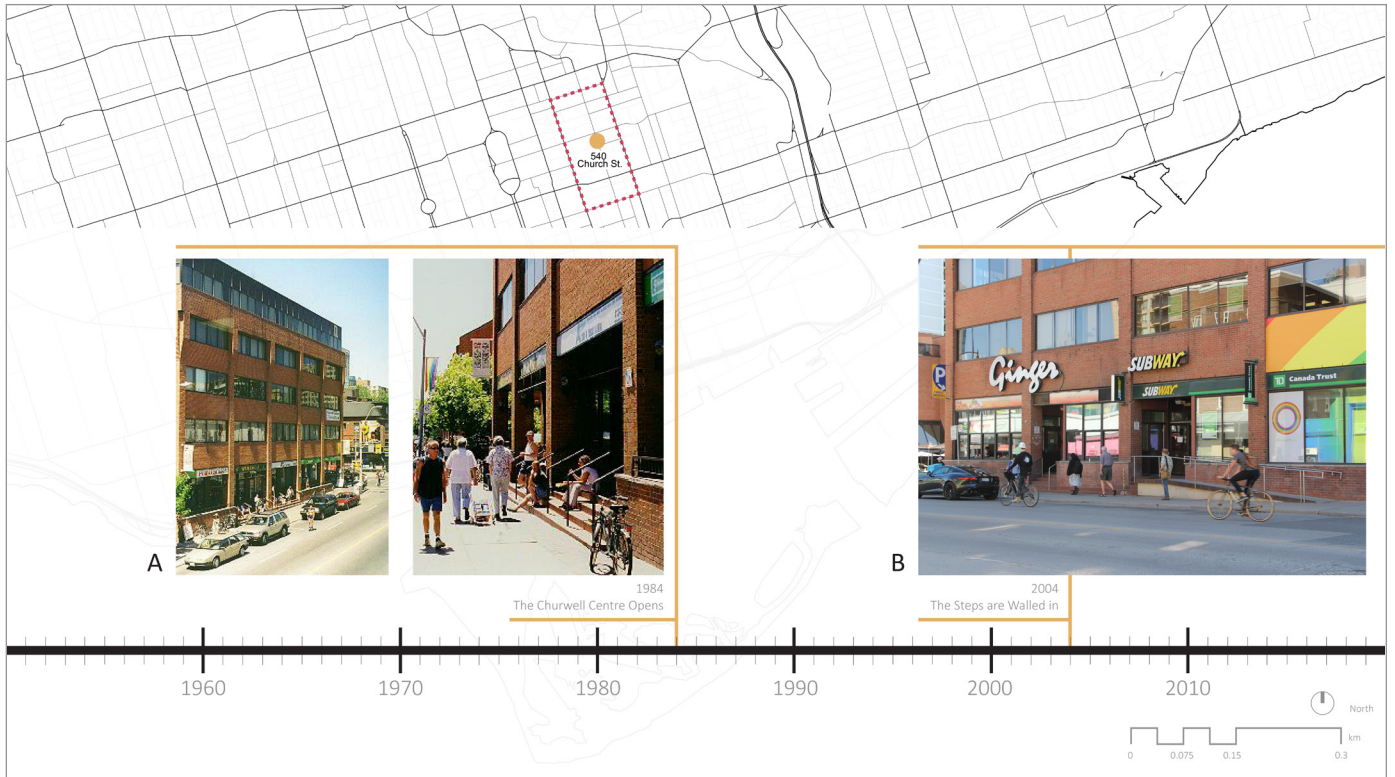 540
Church St.
Ginger
SUBWAY
SUBWAY
P
TD Canada Trust
A
B
1984
The Churwell Centre Opens
2004
The Steps are Walled in
1960
1970
1980
1990
2000
2010
North
km
0
0.075
0.15
0.3